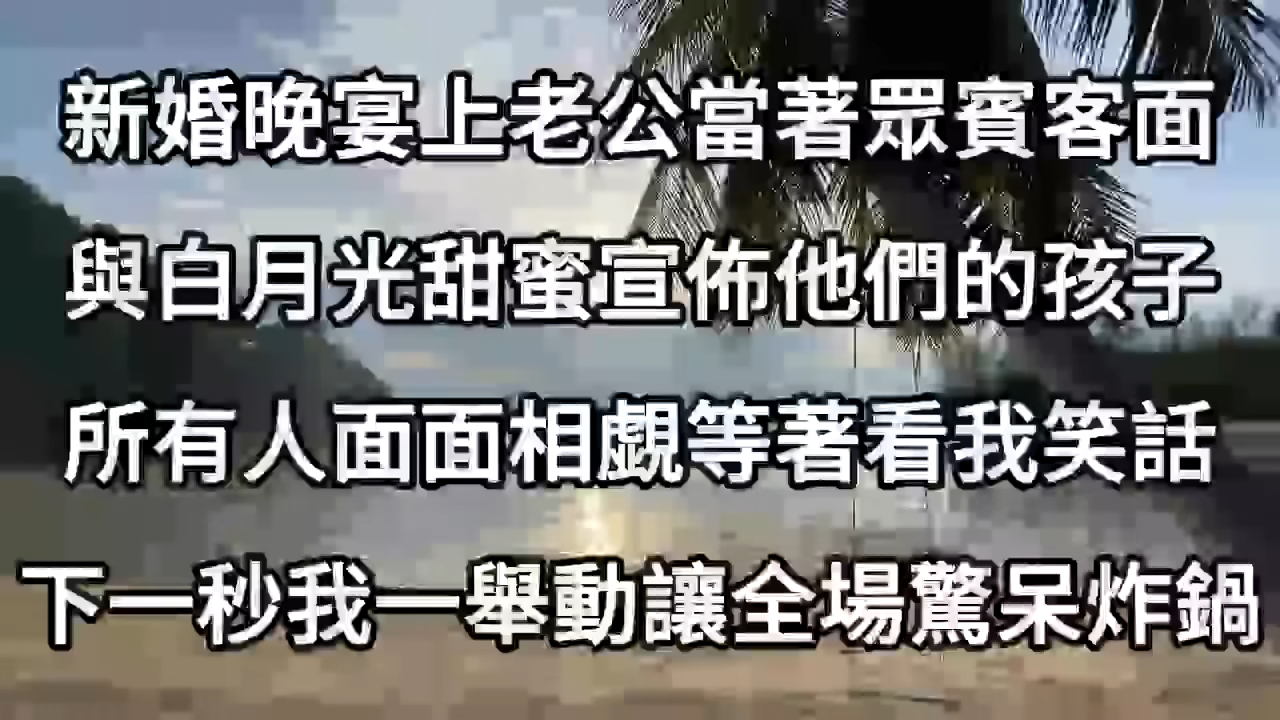 新婚晚宴上老公當著眾賓客面
與白月光甜蜜宣佈他們的孩子
所有人面面相覷等著看我笑話
下一秒我一舉動讓全場驚呆炸鍋